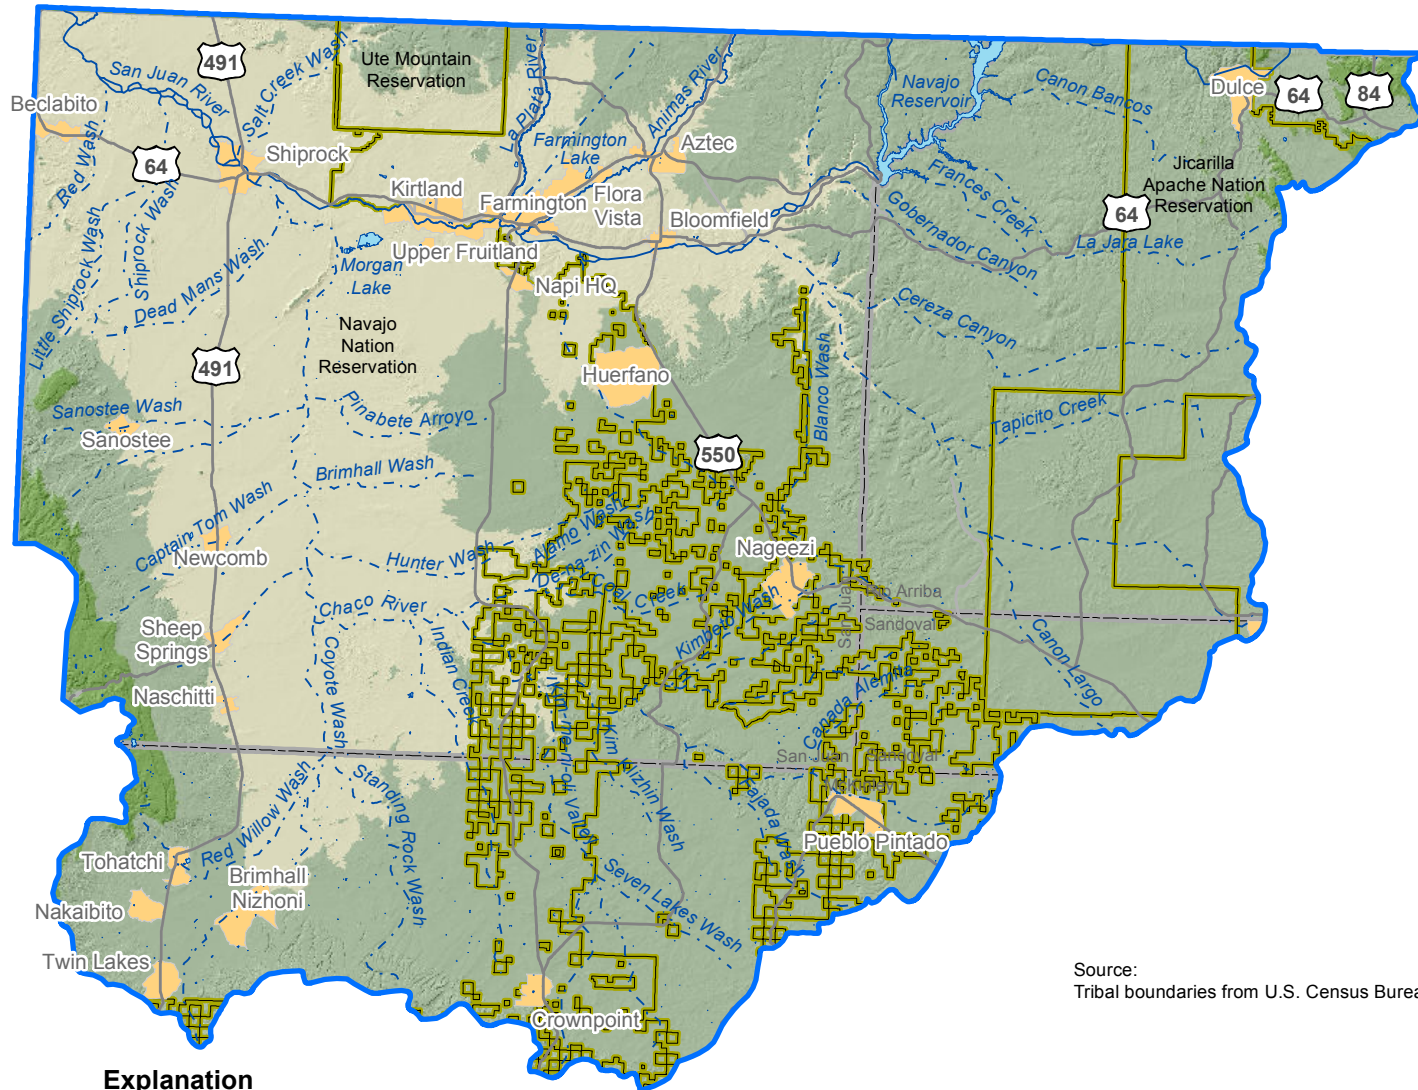 491
Ute Mountain
Reservation
La Plata River
Animas River
Navajo
Reservoir
Canon Bancos
Dulce
64
84
San Juan River
Salt Creek Wash
Beclabito
Red Wash
64
Shiprock
Farmington
Lake
Aztec
Frances Creek
Jicarilla
Apache Nation
Reservation
Kirtland
Farmington
Flora
Vista
Bloomfield
Gobernador Canyon
64
La Jara Lake
Little Shiprock Wash
Shiprock Wash
Dead Mans Wash
Upper Fruitland
Morgan
Lake
Napi HQ
Cereza Canyon
Navajo
Nation
Reservation
491
Huerfano
Blanco Wash
Sanostee Wash
Sanostee
Pinabete Arroyo
Tapicito Creek
550
Brimhall Wash
Captain Tom Wash
Newcomb
Hunter Wash
Alamo Wash
De-na-zin Wash
Nageezi
Coal Creek
Kimbeto Wash
San Juan
Rio Arriba
Sandoval
Chaco River
Sheep
Springs
Coyote Wash
Indian Creek
Canon Largo
Naschitti
Kim-me-ni-oli Valley
Kim Klizhin Wash
Canada Alemita
San Juan
Sandoval
McKinley
Fajada Wash
Standing Rock Wash
Red Willow Wash
Tohatchi
Pueblo Pintado
Brimhall
Nizhoni
Nakaibito
Seven Lakes Wash
Twin Lakes
Crownpoint
Source:
Tribal boundaries from U.S. Census Burea
Explanation